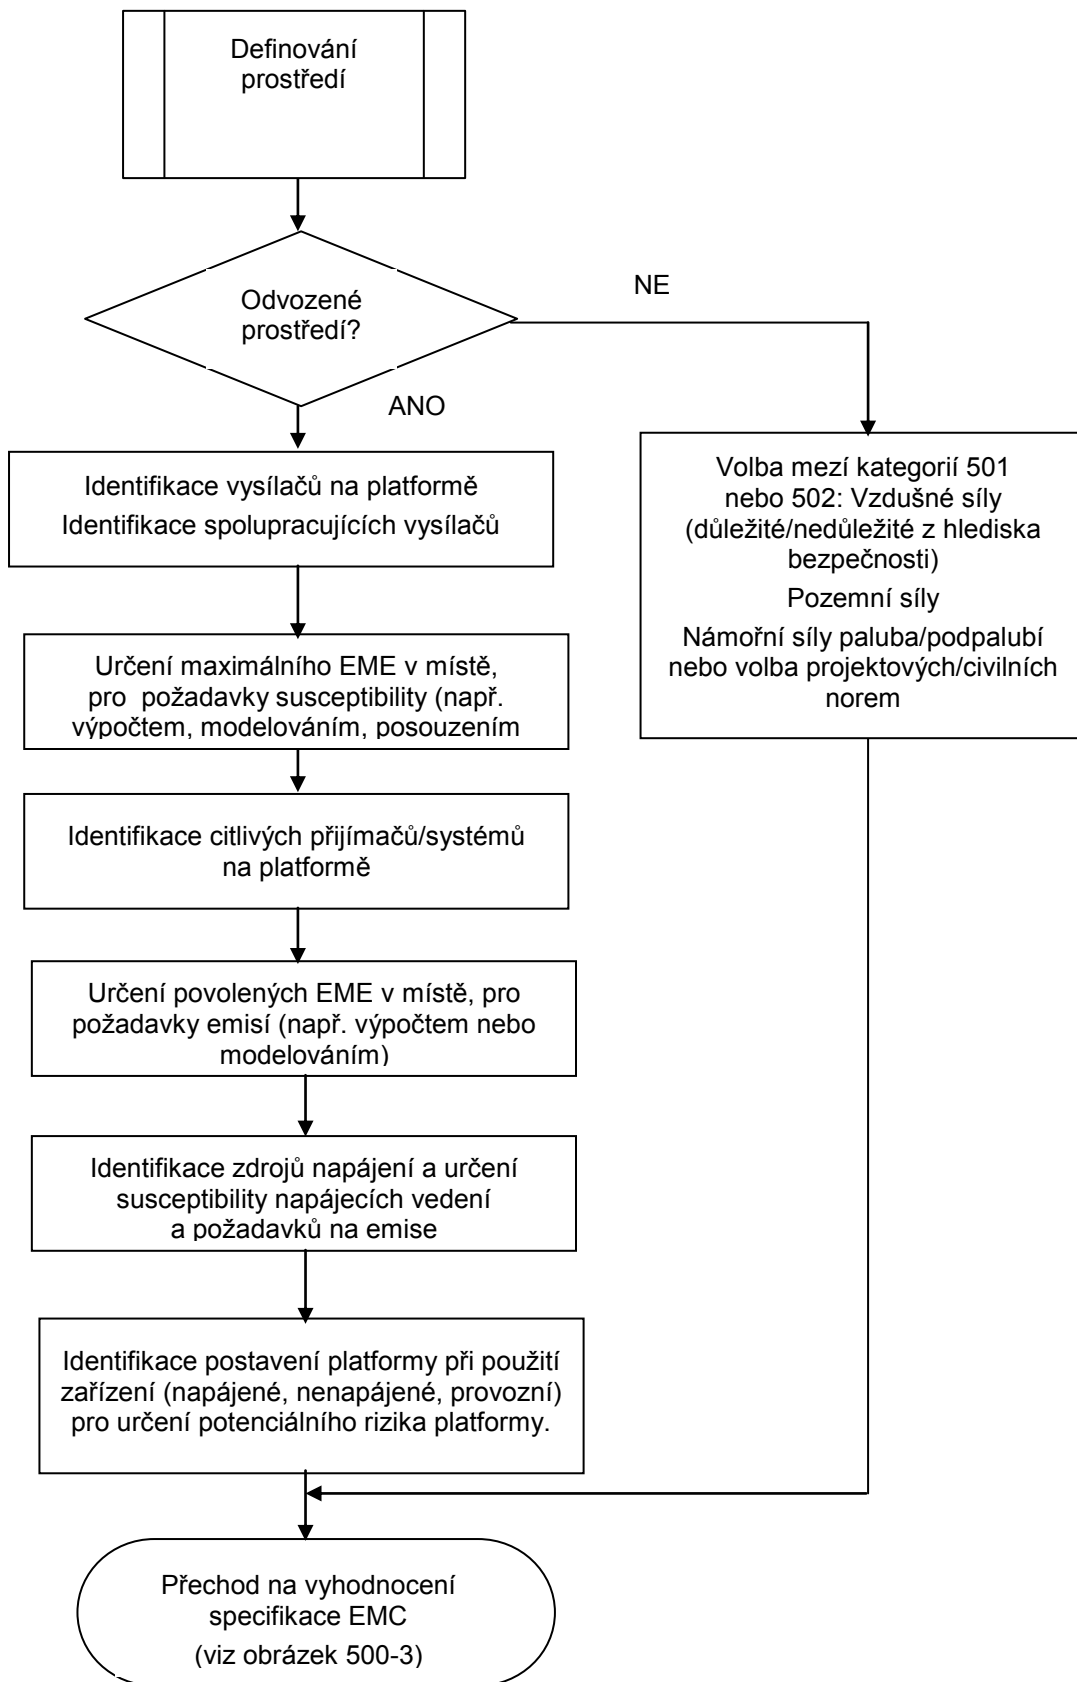 Definování
prostředí
Odvozené
prostředí?
NE
ANO
Identifikace vysílačů na platformě
Identifikace spolupracujících vysílačů
Volba mezí kategorií 501
nebo 502: Vzdušné síly
(důležité/nedůležité z hlediska
bezpečnosti)
Pozemní síly
Námořní síly paluba/podpalubí
nebo volba projektových/civilních
norem
Určení maximálního EME v místě,
pro požadavky susceptibility (např.
výpočtem, modelováním, posouzením
Identifikace citlivých přijímačů/systémů
na platformě
Určení povolených EME v místě, pro
požadavky emisí (např. výpočtem nebo
modelováním)
Identifikace zdrojů napájení a určení
susceptibility napájecích vedení
a požadavků na emise
Identifikace postavení platformy při použití
zařízení (napájené, nenapájené, provozní)
pro určení potenciálního rizika platformy.
Přechod na vyhodnocení
specifikace EMC
(viz obrázek 500-3)